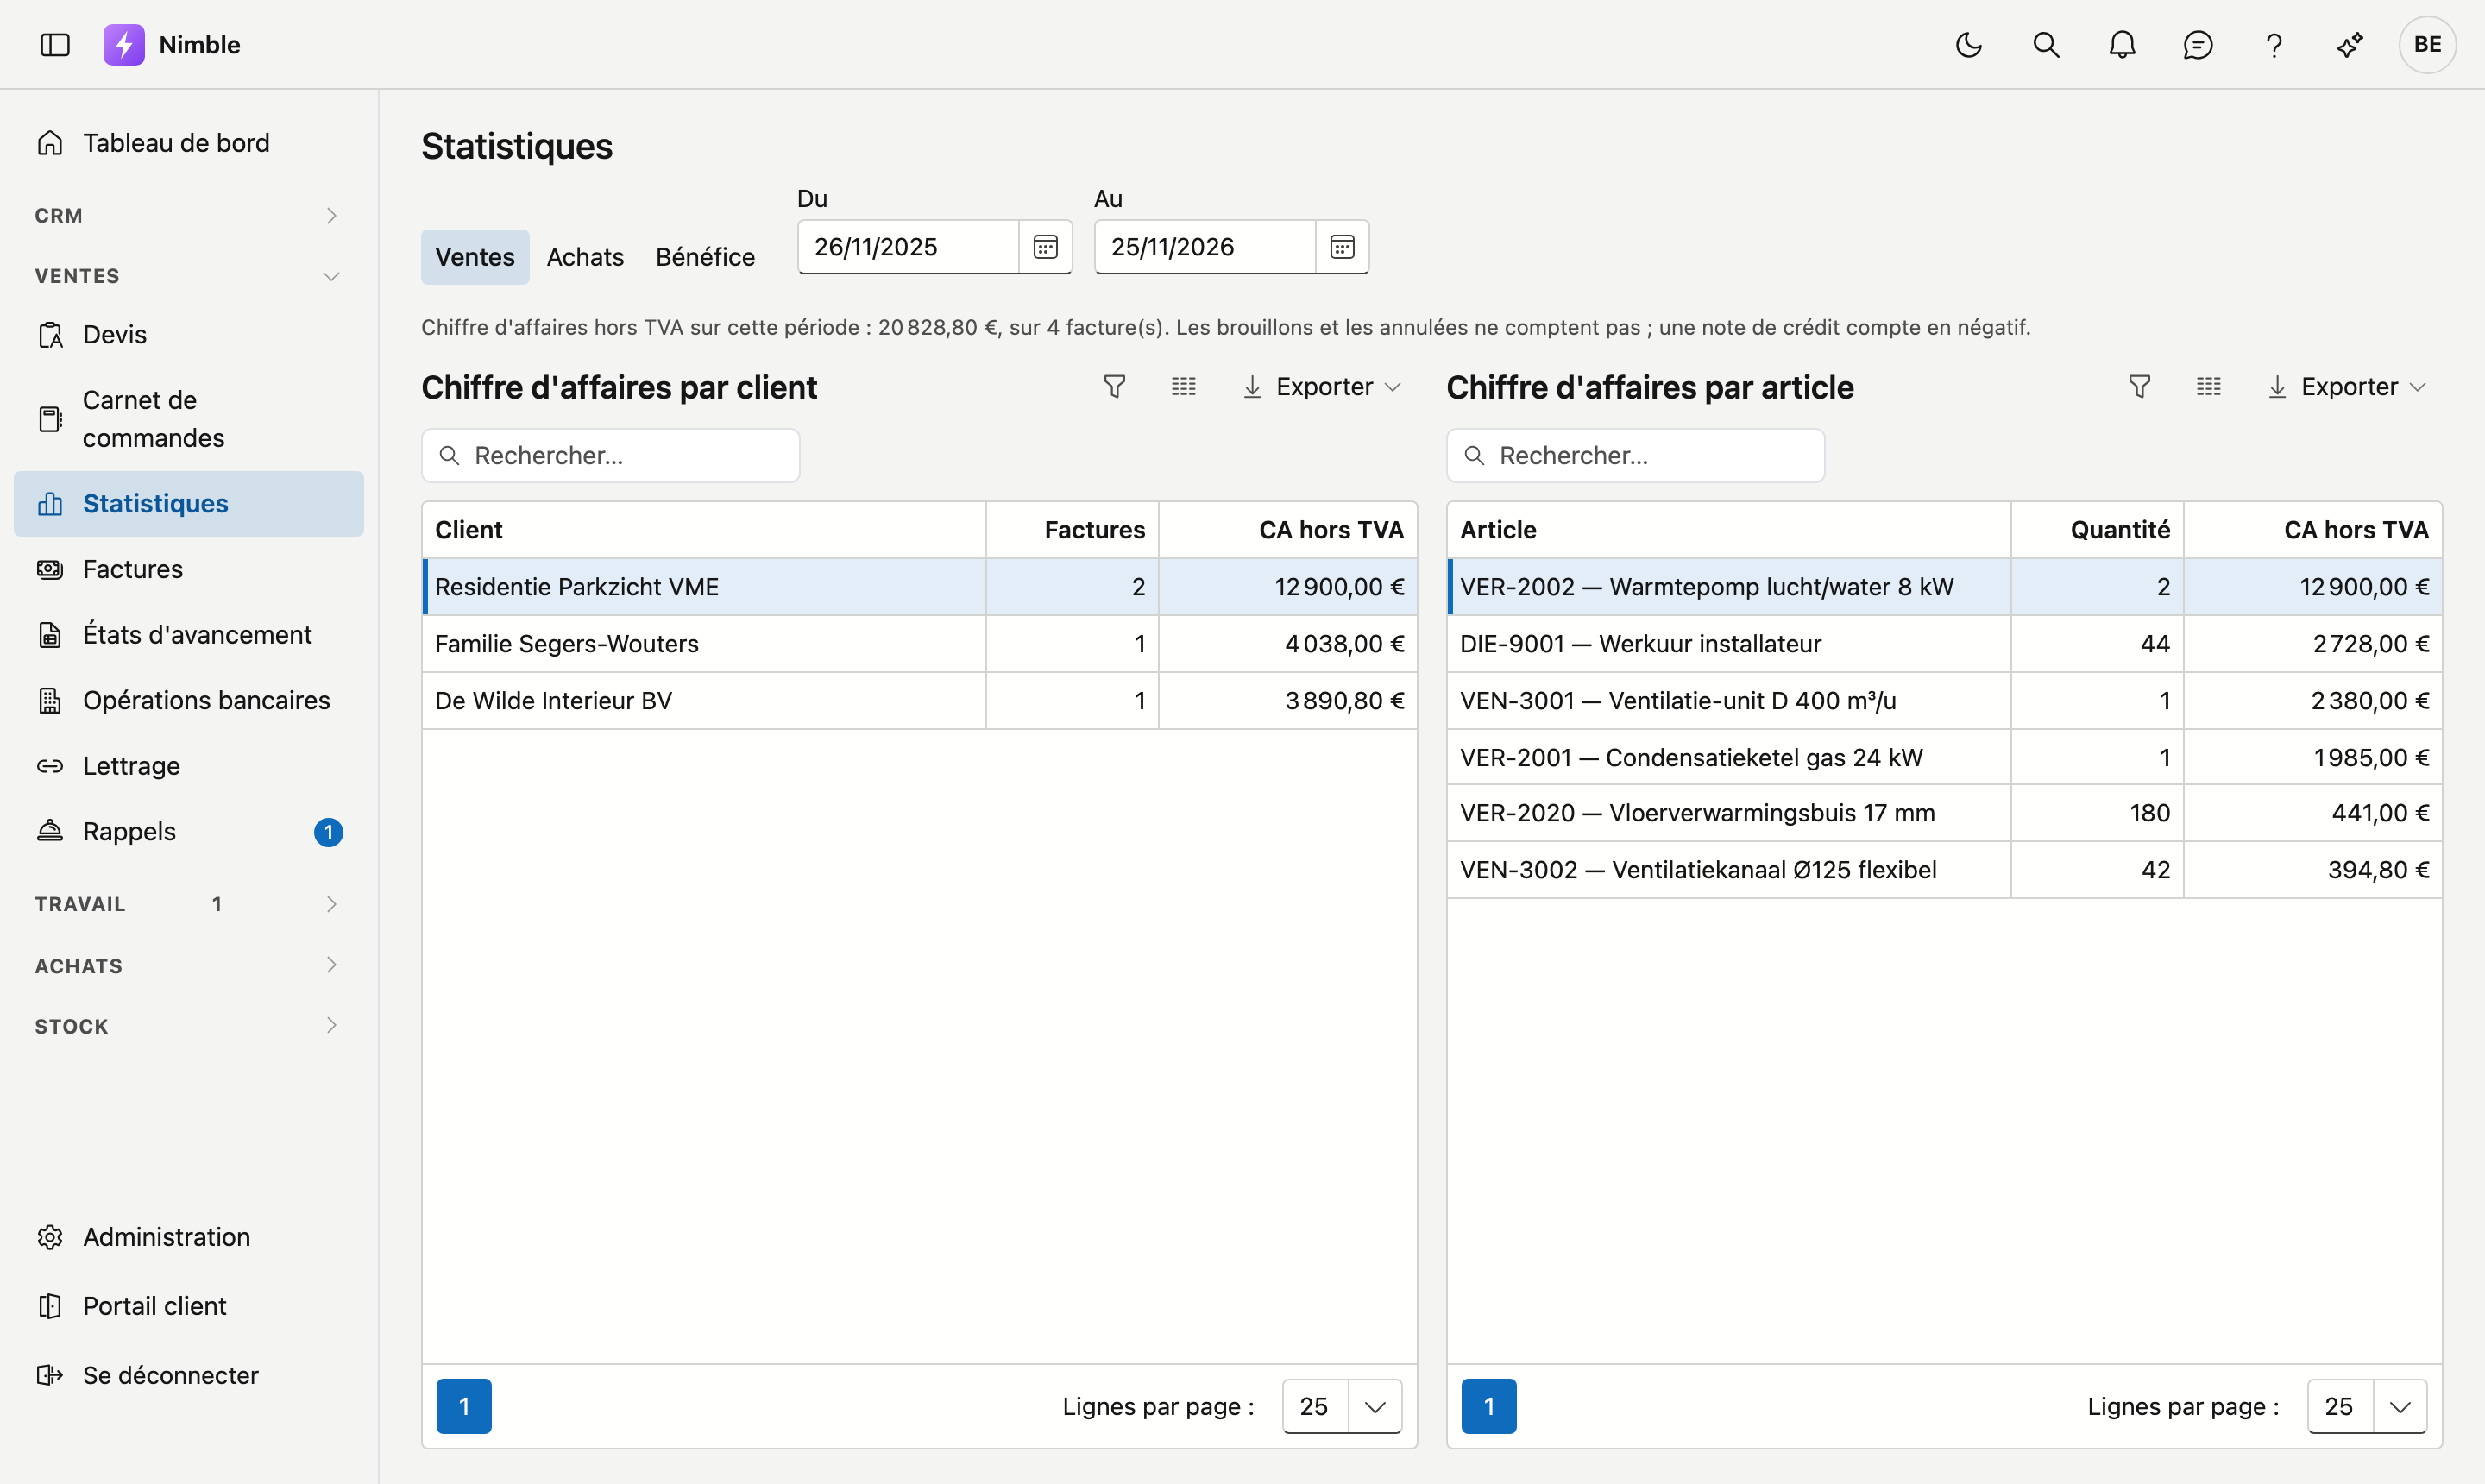 Nimble
BE
Tableau de bord
CRM
VENTES
Devis
Carnet de
commandes
Statistiques
Factures
États d'avancement
Opérations bancaires
Lettrage
Rappels 1
TRAVAIL 1
ACHATS
STOCK
Administration
Portail client
Se déconnecter
Statistiques
Ventes Achats Bénéfice
Du
26/11/2025
Au
25/11/2026
Chiffre d'affaires hors TVA sur cette période : 20 828,80 €, sur 4 facture(s). Les brouillons et les annulées ne comptent pas ; une note de crédit compte en négatif.
Chiffre d'affaires par client
Exporter
Rechercher...
Client Factures CA hors TVA
Residentie Parkzicht VME 2 12 900,00 €
Familie Segers-Wouters 1 4 038,00 €
De Wilde Interieur BV 1 3 890,80 €
1 Lignes par page : 25
Chiffre d'affaires par article
Exporter
Rechercher...
Article Quantité CA hors TVA
VER-2002 — Warmtepomp lucht/water 8 kW 2 12 900,00 €
DIE-9001 — Werkuur installateur 44 2 728,00 €
VEN-3001 — Ventilatie-unit D 400 m³/u 1 2 380,00 €
VER-2001 — Condensatieketel gas 24 kW 1 1 985,00 €
VER-2020 — Vloerverwarmingsbuis 17 mm 180 441,00 €
VEN-3002 — Ventilatiekanaal Ø125 flexibel 42 394,80 €
1 Lignes par page : 25